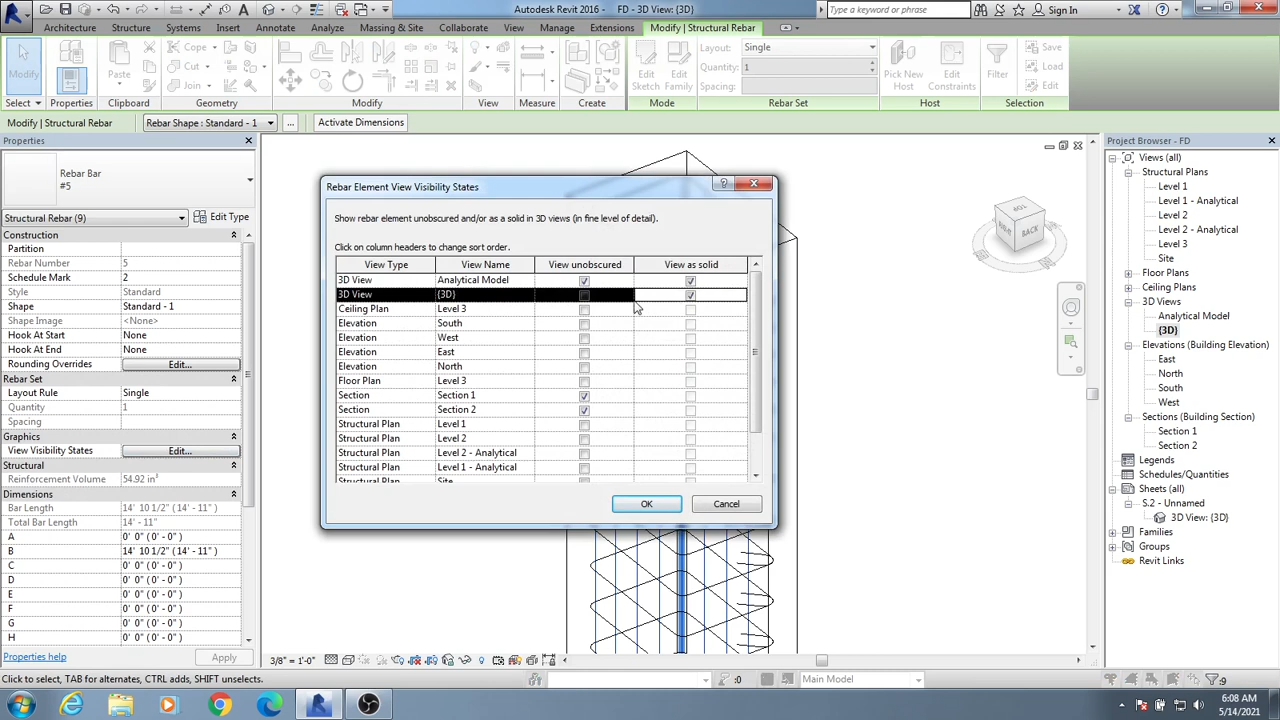 Autodesk Revit 2016 - FD - 3D View: {3D}
Type a keyword or phrase
Sign In
Architecture Structure Systems Insert Annotate Analyze Massing & Site Collaborate View Manage Extensions Modify | Structural Rebar
Modify
Properties
Paste
Cope
Cut
Join
Edit Sketch
Edit Family
Layout: Single
Quantity: 1
Spacing:
Pick New Host
Edit Constraints
Filter
Save
Load
Edit
Select Properties Clipboard Geometry Modify View Measure Create Mode Rebar Set Host Selection
Modify | Structural Rebar
Rebar Shape : Standard - 1
...
Activate Dimensions
Properties
Rebar Bar
#5
Structural Rebar (9)
Edit Type
Construction
Partition
Rebar Number 5
Schedule Mark 2
Style Standard
Shape Standard - 1
Shape Image <None>
Hook At Start None
Hook At End None
Rounding Overrides Edit...
Rebar Set
Layout Rule Single
Quantity 1
Spacing
Graphics
View Visibility States Edit...
Structural
Reinforcement Volume 54.92 in³
Dimensions
Bar Length 14' 10 1/2" ( 14' - 11" )
Total Bar Length 14' - 11"
A 0' 0" ( 0' - 0" )
B 14' 10 1/2" ( 14' - 11" )
C 0' 0" ( 0' - 0" )
D 0' 0" ( 0' - 0" )
E 0' 0" ( 0' - 0" )
F 0' 0" ( 0' - 0" )
G 0' 0" ( 0' - 0" )
H 0' 0" ( 0' - 0" )
Properties help
Apply
Rebar Element View Visibility States
Show rebar element unobscured and/or as a solid in 3D views (in fine level of detail).
Click on column headers to change sort order.
View Type View Name View unobscured View as solid
3D View Analytical Model
3D View {3D}
Ceiling Plan Level 3
Elevation South
Elevation West
Elevation East
Elevation North
Floor Plan Level 3
Section Section 1
Section Section 2
Structural Plan Level 1
Structural Plan Level 2
Structural Plan Level 2 - Analytical
Structural Plan Level 1 - Analytical
Structural Plan Site
OK
Cancel
TOP
RIGHT
BACK
Project Browser - FD
Views (all)
Structural Plans
Level 1
Level 1 - Analytical
Level 2
Level 2 - Analytical
Level 3
Site
Floor Plans
Ceiling Plans
3D Views
Analytical Model
{3D}
Elevations (Building Elevation)
East
North
South
West
Sections (Building Section)
Section 1
Section 2
Legends
Schedules/Quantities
Sheets (all)
S.2 - Unnamed
3D View: {3D}
Families
Groups
Revit Links
3/8" = 1'-0"
Click to select, TAB for alternates, CTRL adds, SHIFT unselects.
:0
Main Model
:9
6:08 AM
5/14/2021